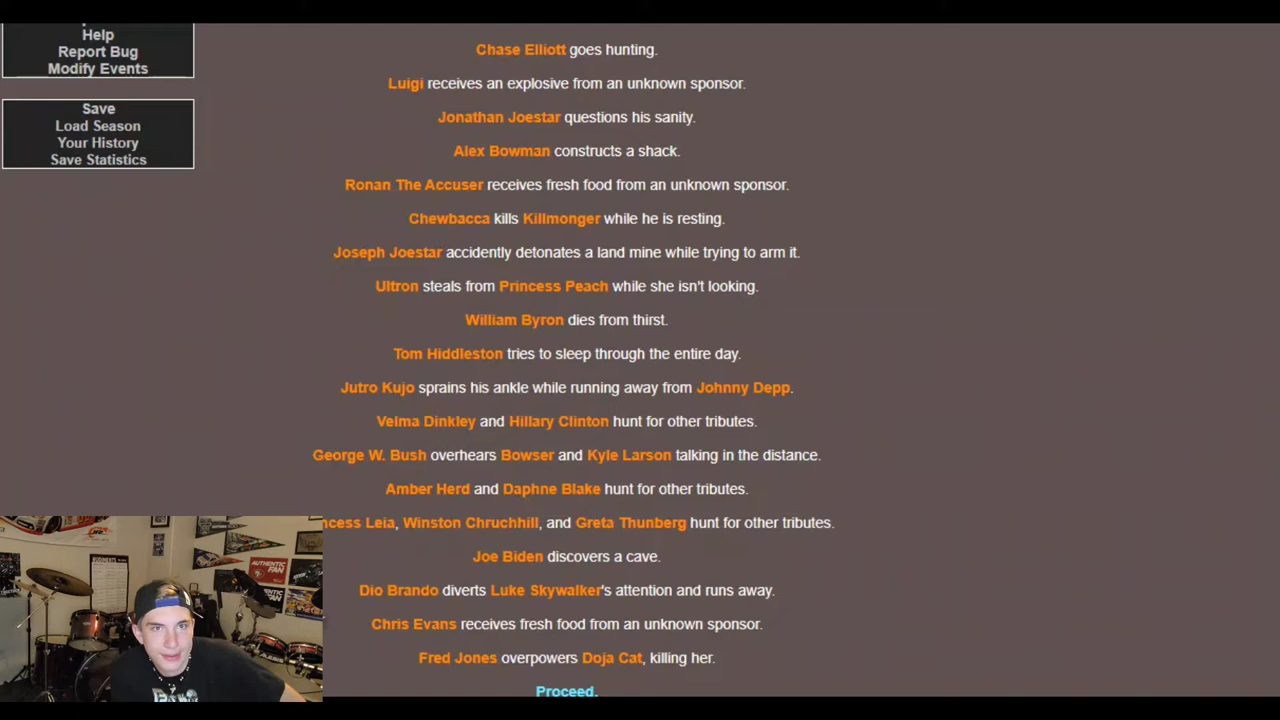 Help
Report Bug
Modify Events
Save
Load Season
Your History
Save Statistics
Chase Elliott goes hunting.
Luigi receives an explosive from an unknown sponsor.
Jonathan Joestar questions his sanity.
Alex Bowman constructs a shack.
Ronan The Accuser receives fresh food from an unknown sponsor.
Chewbacca kills Killmonger while he is resting.
Joseph Joestar accidently detonates a land mine while trying to arm it.
Ultron steals from Princess Peach while she isn't looking.
William Byron dies from thirst.
Tom Hiddleston tries to sleep through the entire day.
Jutro Kujo sprains his ankle while running away from Johnny Depp.
Velma Dinkley and Hillary Clinton hunt for other tributes.
George W. Bush overhears Bowser and Kyle Larson talking in the distance.
Amber Herd and Daphne Blake hunt for other tributes.
ncess Leia, Winston Chruchhill, and Greta Thunberg hunt for other tributes.
Joe Biden discovers a cave.
Dio Brando diverts Luke Skywalker's attention and runs away.
Chris Evans receives fresh food from an unknown sponsor.
Fred Jones overpowers Doja Cat, killing her.
Proceed.
AUTHENTIC
FAN